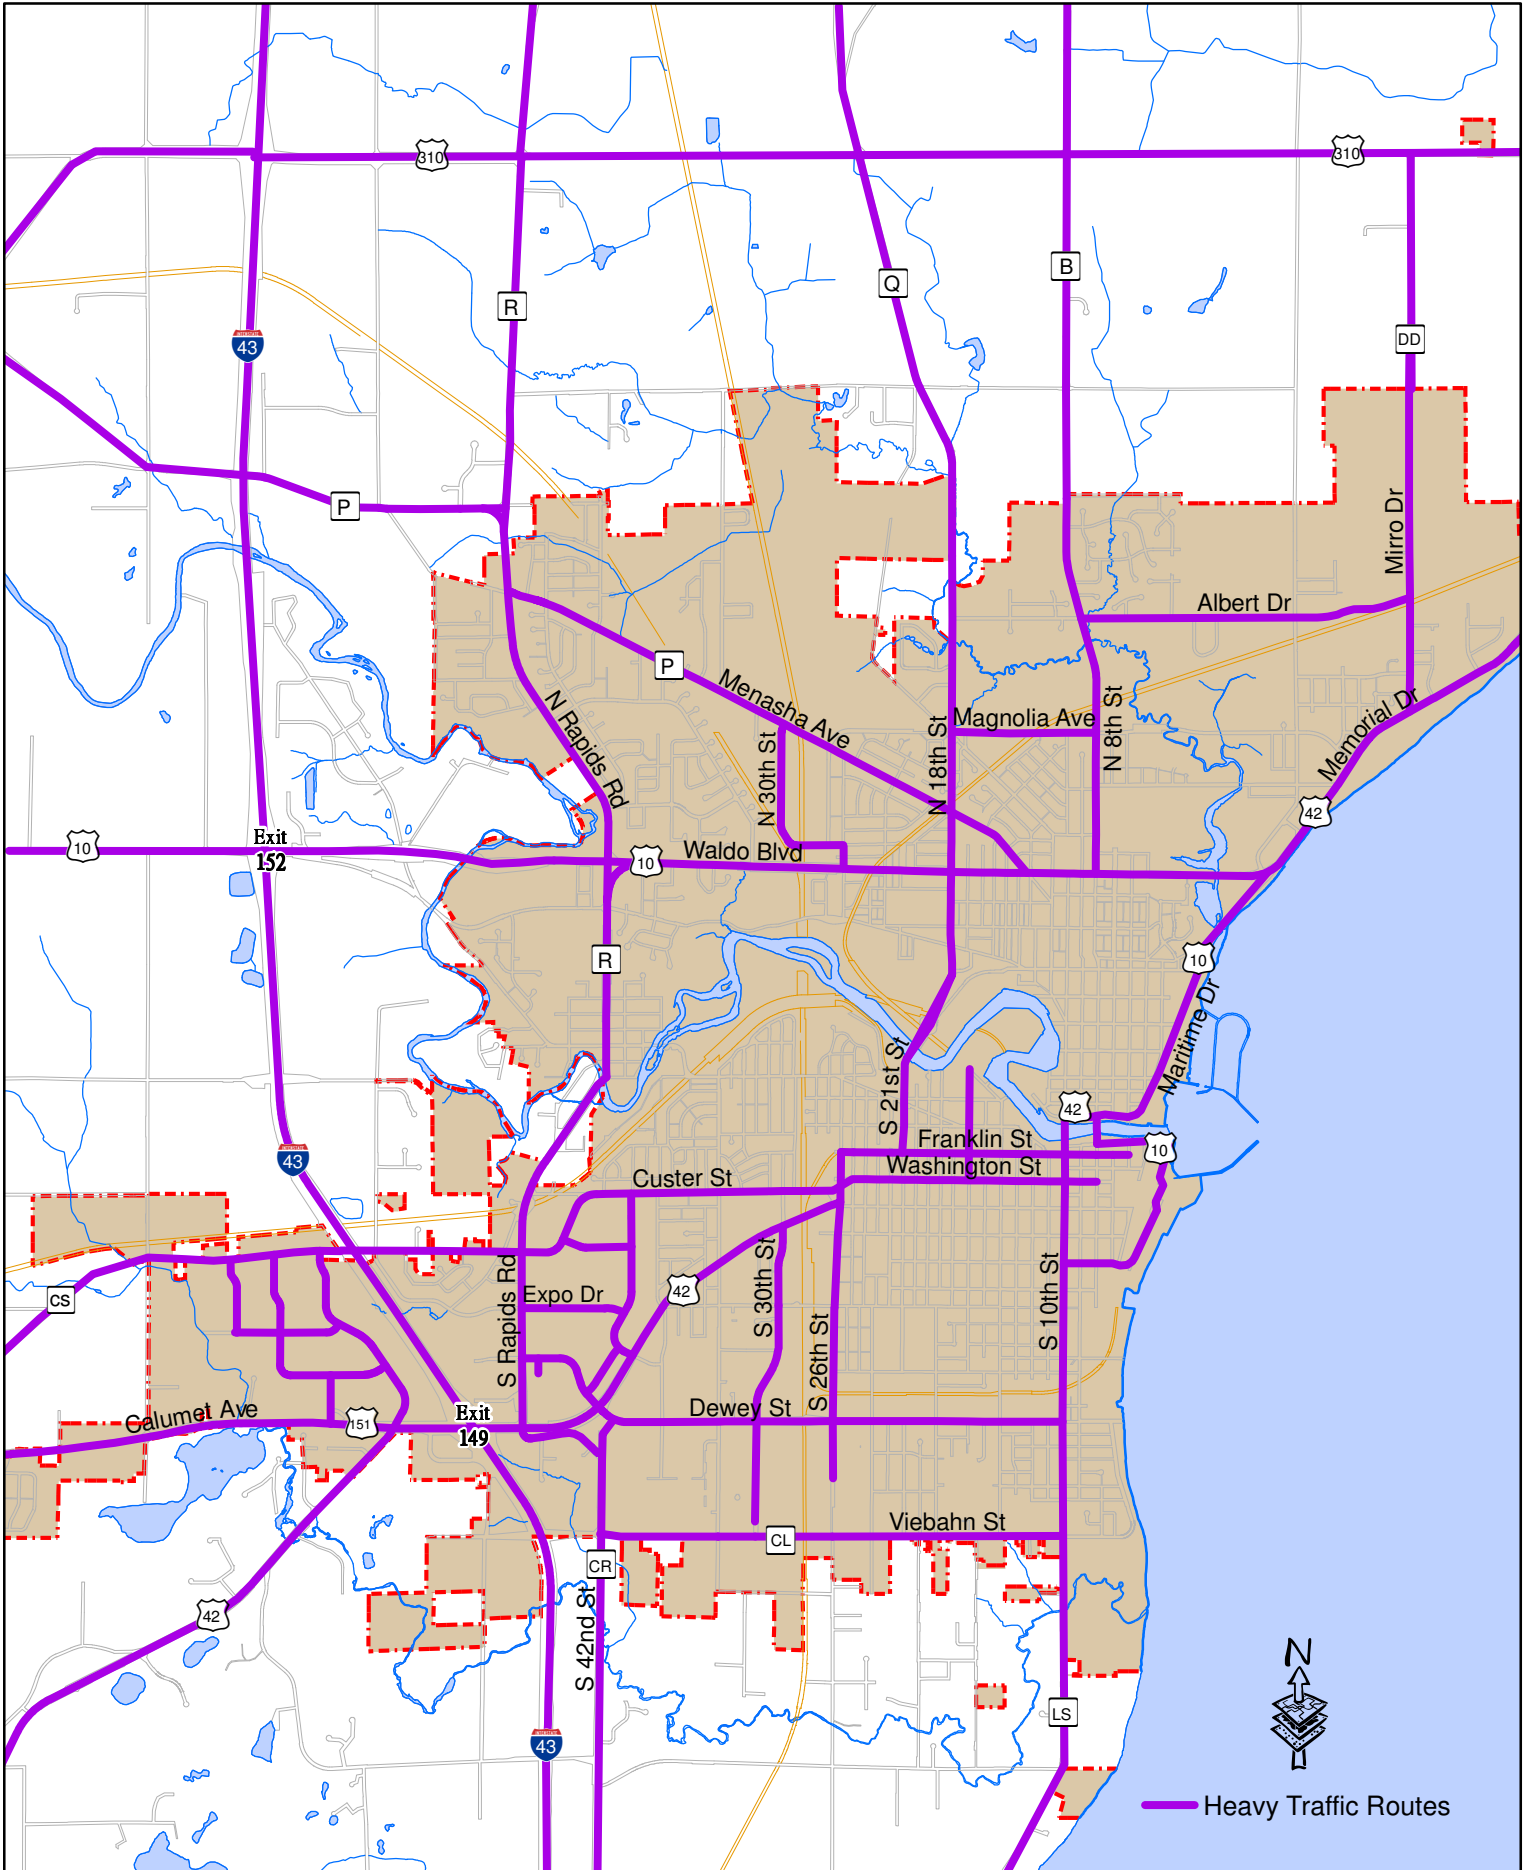 310
310
B
Q
R
DD
INTERSTATE
43
P
Mirro Dr
Albert Dr
P
Menasha Ave
N Rapids Rd
N 30th St
N 18th St
Magnolia Ave
N 8th St
Memorial Dr
42
Exit
152
10
10
Waldo Blvd
R
10
Maritime Dr
S 21st St
42
10
Franklin St
Washington St
INTERSTATE
43
Custer St
CS
S Rapids Rd
Expo Dr
42
S 30th St
S 26th St
S 10th St
Calumet Ave
151
Exit
149
Dewey St
Viebahn St
CL
CR
S 42nd St
42
N
LS
INTERSTATE
43
Heavy Traffic Routes